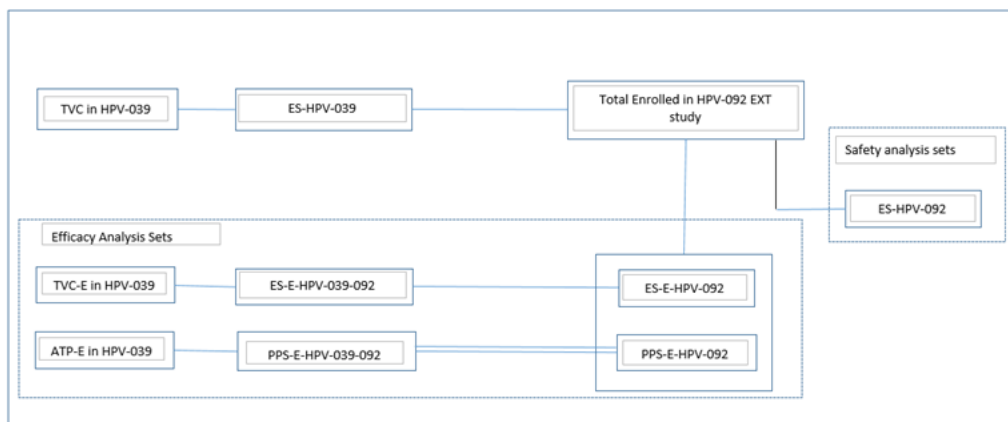 TVC in HPV-039
ES-HPV-039
Total Enrolled in HPV-092 EXT
study
Safety analysis sets
ES-HPV-092
Efficacy Analysis Sets
TVC-E in HPV-039
ES-E-HPV-039-092
ES-E-HPV-092
ATP-E in HPV-039
PPS-E-HPV-039-092
PPS-E-HPV-092